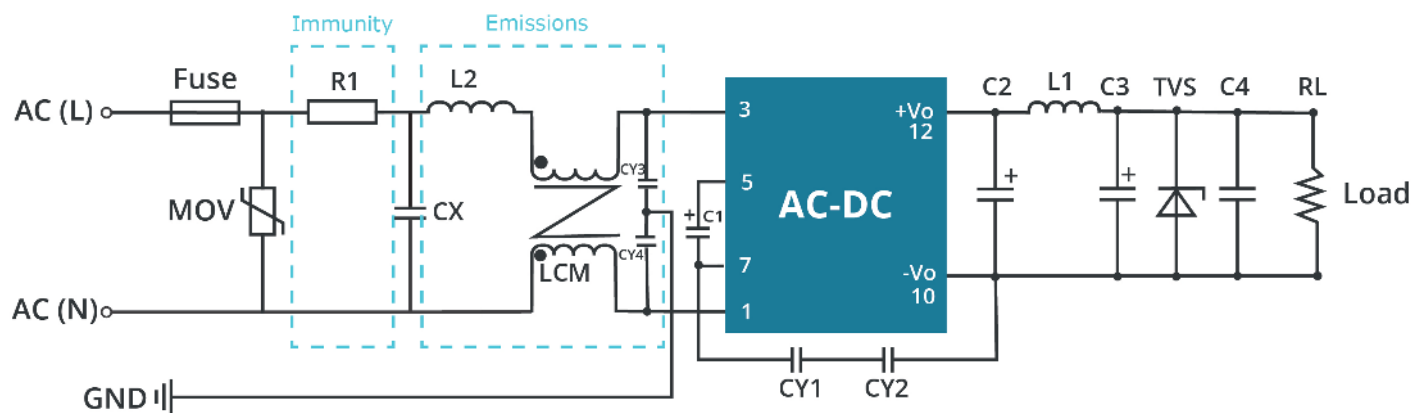 Immunity
Emissions
Fuse
R1
L2
C2
L1
C3
TVS
C4
RL
AC (L)
3
+Vo
12
CY3
5
AC-DC
Load
MOV
CX
+
C1
+
+
CY4
LCM
7
-Vo
10
AC (N)
1
CY1
CY2
GND